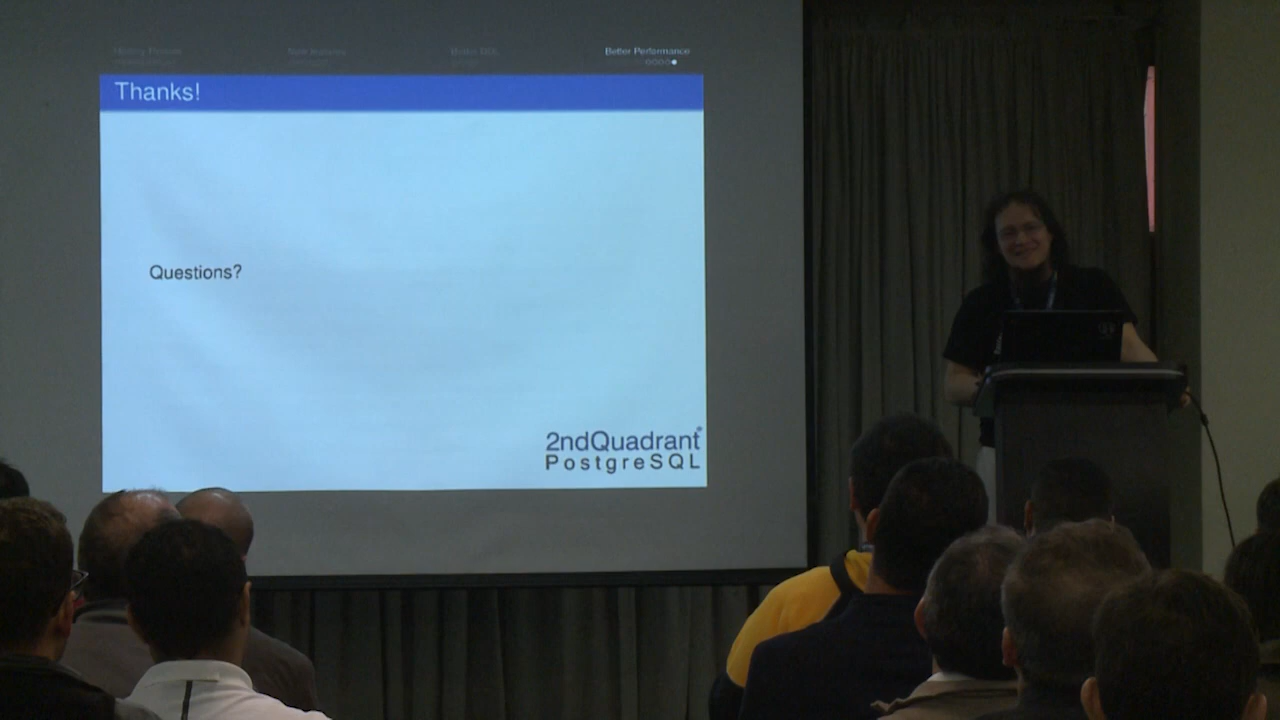 Better Performance
Thanks!
Questions?
2ndQuadrant
PostgreSQL